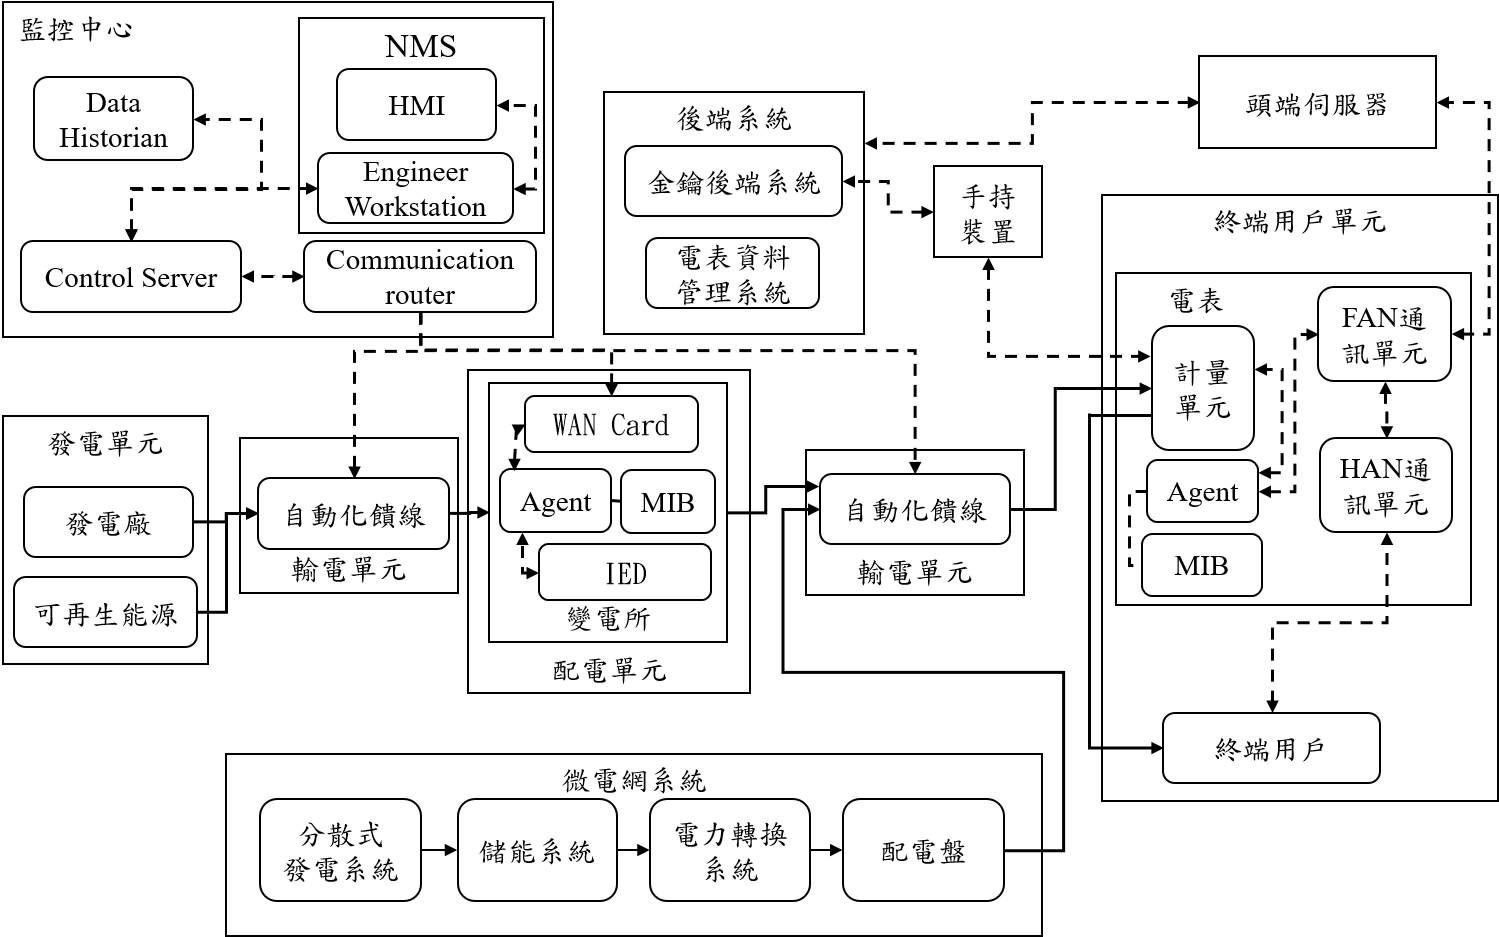 監控中心
NMS
HMI
Data
Historian
Engineer
Workstation
Control Server
Communication
router
後端系統
金鑰後端系統
電表資料
管理系統
手持
裝置
頭端伺服器
終端用戶單元
電表
計量
單元
FAN通
訊單元
Agent
HAN通
訊單元
MIB
終端用戶
發電單元
發電廠
可再生能源
自動化饋線
輸電單元
WAN Card
Agent
MIB
IED
變電所
配電單元
自動化饋線
輸電單元
微電網系統
分散式
發電系統
儲能系統
電力轉換
系統
配電盤